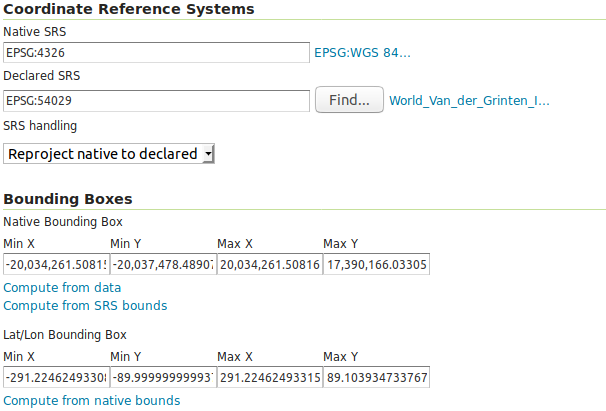 Coordinate Reference Systems
Native SRS
EPSG:4326 EPSG:WGS 84...
Declared SRS
EPSG:54029 Find... World_Van_der_Grinten_I...
SRS handling
Reproject native to declared
Bounding Boxes
Native Bounding Box
Min X Min Y Max X Max Y
-20,034,261.50815 -20,037,478.48907 20,034,261.50816 17,390,166.03305
Compute from data
Compute from SRS bounds
Lat/Lon Bounding Box
Min X Min Y Max X Max Y
-291.22462493308 -89.99999999993 291.22462493315 89.103934733767
Compute from native bounds